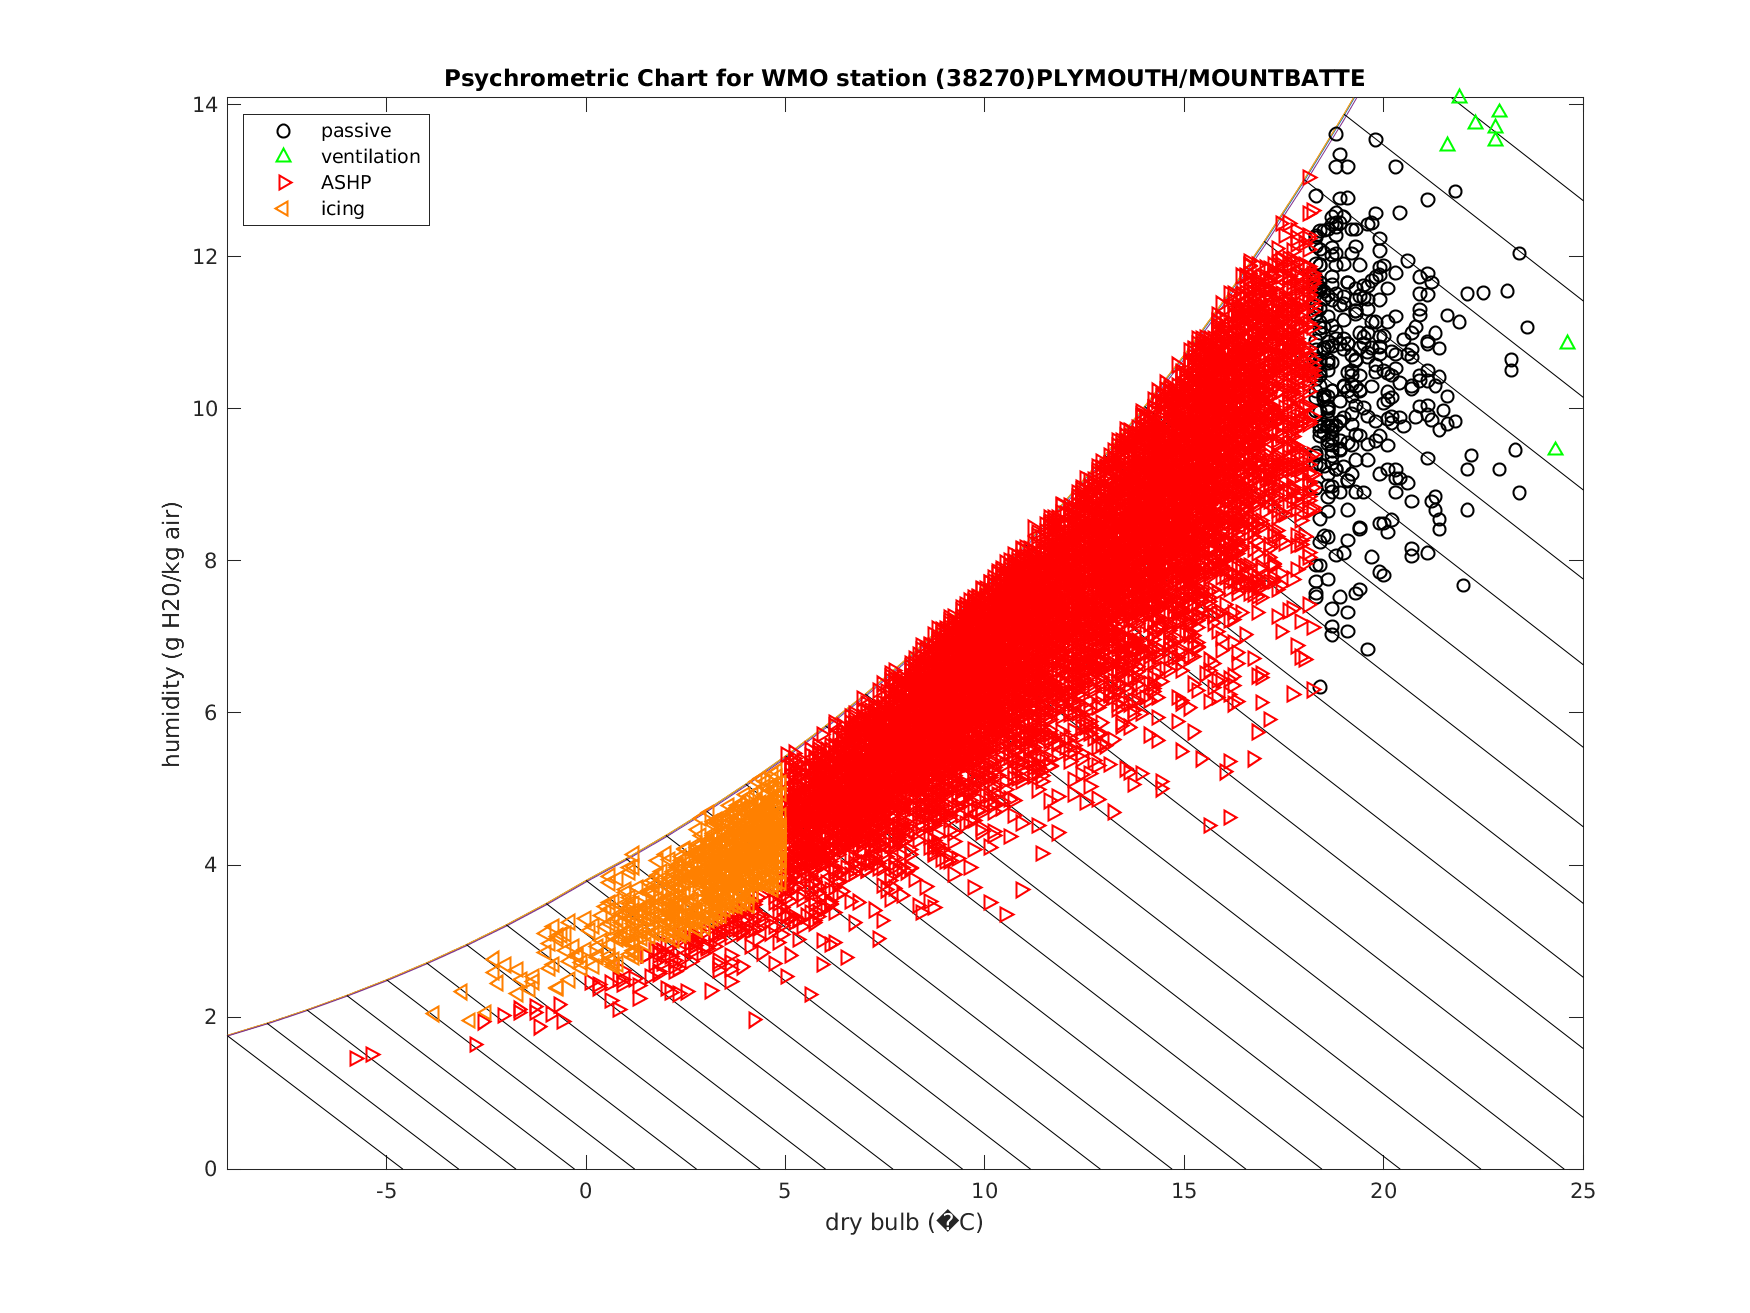 Psychrometric Chart for WMO station (38270)PLYMOUTH/MOUNTBATTE
passive
ventilation
ASHP
icing
humidity (g H20/kg air)
14
12
10
8
6
4
2
0
-5
0
5
10
15
20
25
dry bulb (�C)